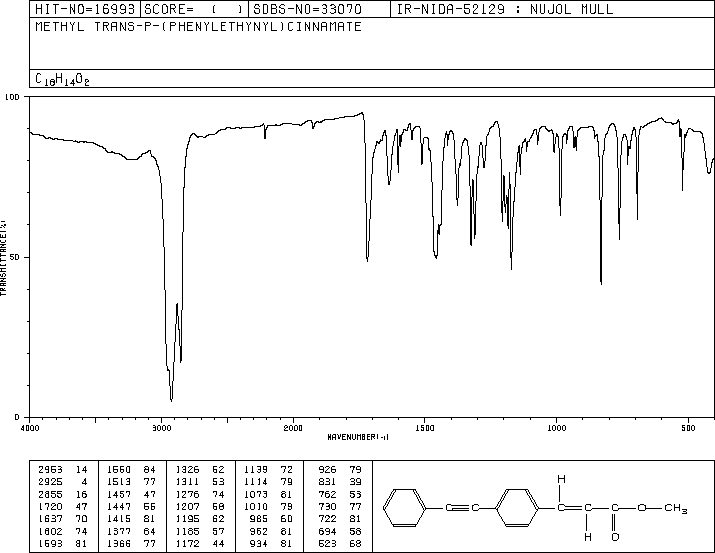 HIT-NO=16993 SCORE= ( ) SDBS-NO=33070 IR-NIDA-52129 : NUJOL MULL
METHYL TRANS-P-(PHENYLETHYNYL)CINNAMATE
C18H14O2
100
50
0
TRANSMITTANCE(%)
4000 3000 2000 1500 1000 500
WAVENUMBER(-1)
2953 14 1550 84 1326 52 1139 72 926 79
2925 4 1513 77 1311 53 1114 79 831 39
2855 16 1457 47 1276 74 1073 81 762 53
1720 47 1447 55 1207 58 1010 79 730 77
1637 70 1415 81 1195 62 985 60 722 81
1602 74 1377 64 1185 57 962 81 694 58
1593 81 1366 77 1172 44 934 81 523 68
H
CH3
O
H
O